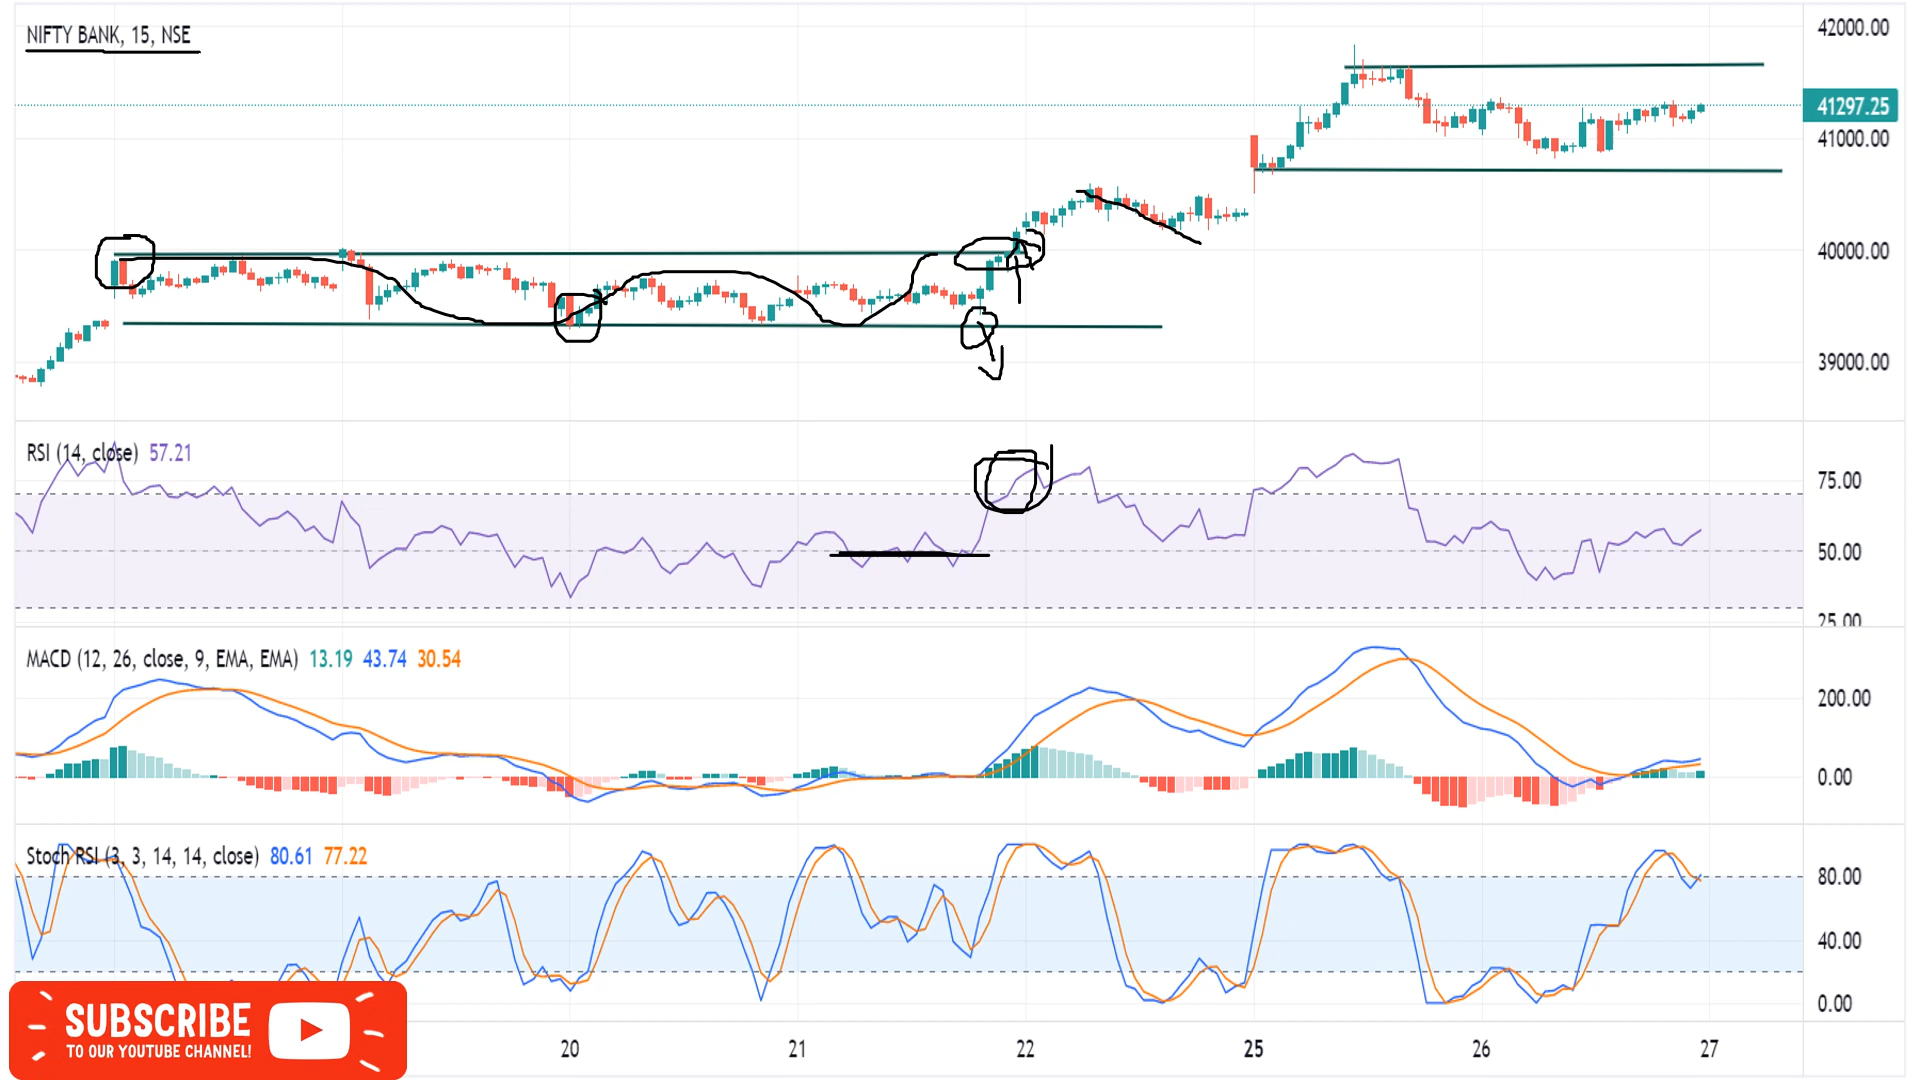 NIFTY BANK, 15, NSE
42000.00
41297.25
41000.00
40000.00
39000.00
RSI (14, close) 57.21
75.00
50.00
25.00
MACD (12, 26, close, 9, EMA, EMA) 13.19 43.74 30.54
200.00
0.00
Stoch RSI (3, 3, 14, 14, close) 80.61 77.22
80.00
40.00
0.00
SUBSCRIBE
TO OUR YOUTUBE CHANNEL!
20 21 22 25 26 27